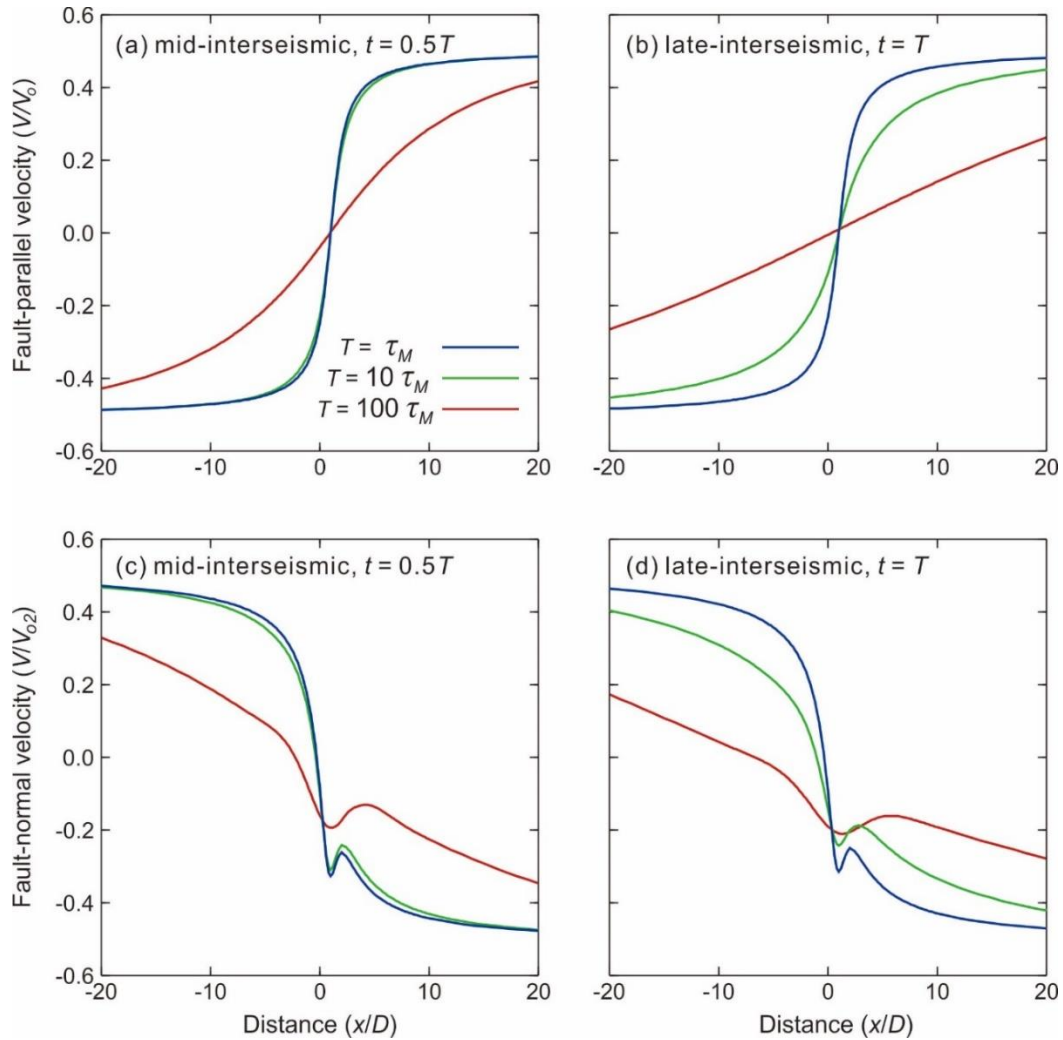 (a) mid-interseismic, t = 0.5T
(b) late-interseismic, t = T
Fault-parallel velocity (V/Vo)
0.6
0.4
0.2
0.0
-0.2
-0.4
-0.6
T = τM
T = 10 τM
T = 100 τM
-20 -10 0 10 20
-20 -10 0 10 20
(c) mid-interseismic, t = 0.5T
(d) late-interseismic, t = T
Fault-normal velocity (V/Vo2)
0.6
0.4
0.2
0.0
-0.2
-0.4
-0.6
-20 -10 0 10 20
-20 -10 0 10 20
Distance (x/D)
Distance (x/D)